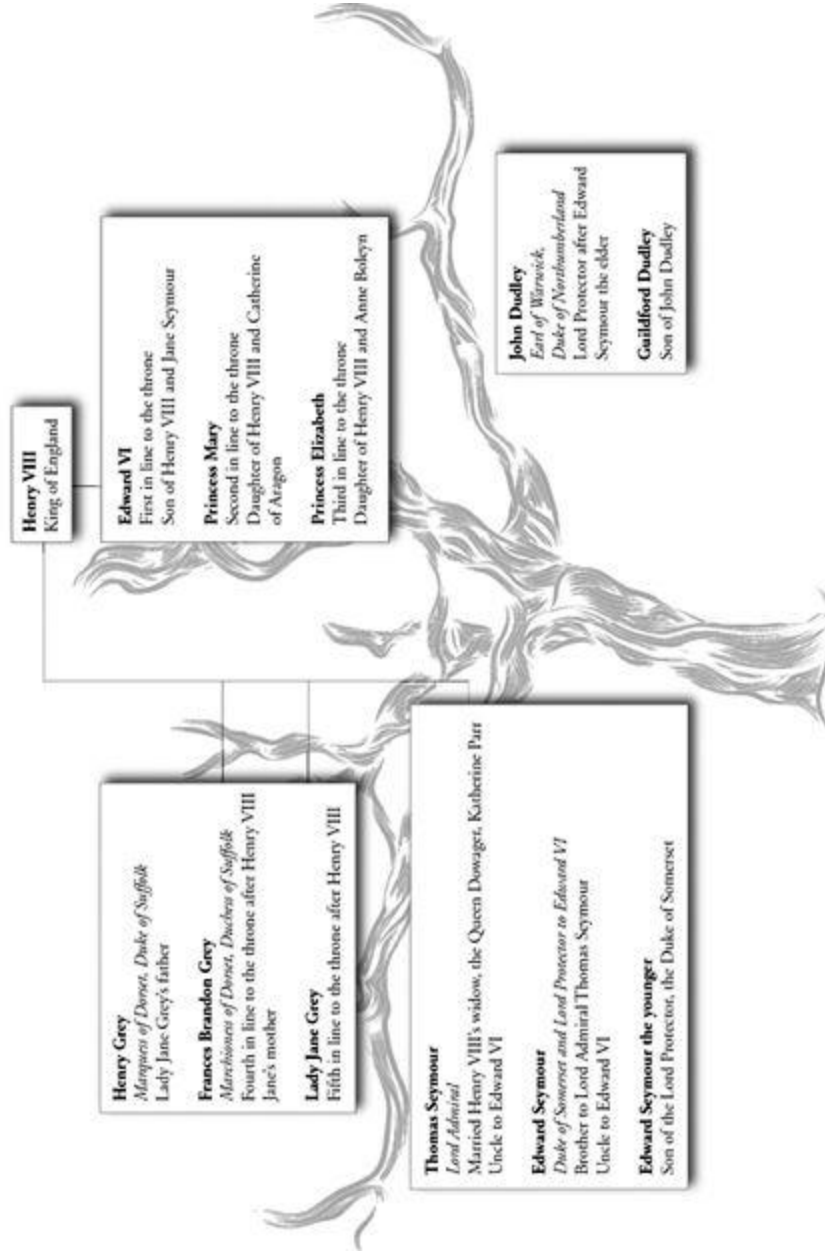 Henry VIII
King of England
Henry Grey
Marquess of Dorset, Duke of Suffolk
Lady Jane Grey's father
Frances Brandon Grey
Marchioness of Dorset, Duchess of Suffolk
Fourth in line to the throne after Henry VIII
Jane's mother
Lady Jane Grey
Fifth in line to the throne after Henry VIII
Edward VI
First in line to the throne
Son of Henry VIII and Jane Seymour
Princess Mary
Second in line to the throne
Daughter of Henry VIII and Catherine
of Aragon
Princess Elizabeth
Third in line to the throne
Daughter of Henry VIII and Anne Boleyn
Thomas Seymour
Lord Admiral
Married Henry VIII's widow, the Queen Dowager, Katherine Parr
Uncle to Edward VI
Edward Seymour
Duke of Somerset and Lord Protector to Edward VI
Brother to Lord Admiral Thomas Seymour
Uncle to Edward VI
Edward Seymour the younger
Son of the Lord Protector, the Duke of Somerset
John Dudley
Earl of Warwick,
Duke of Northumberland
Lord Protector after Edward
Seymour the elder
Guildford Dudley
Son of John Dudley